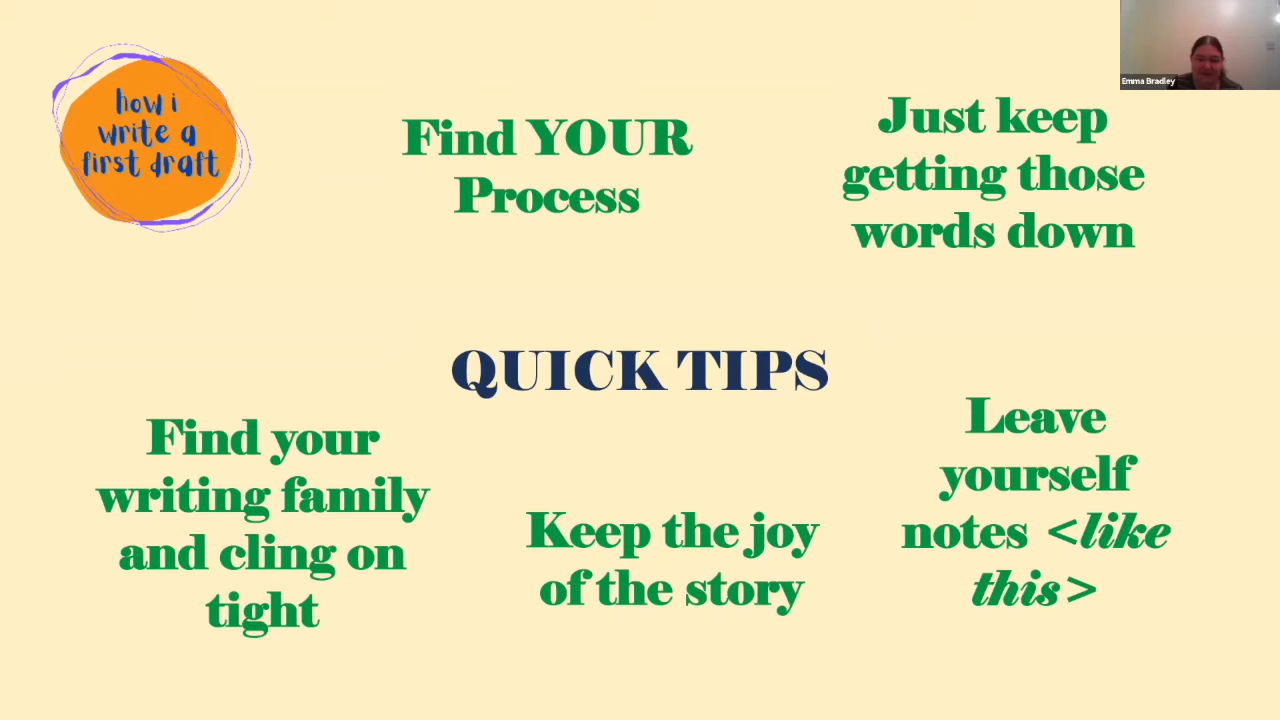 how i
write a
first draft
Find YOUR
Process
Just keep
getting those
words down
Emma Bradley
QUICK TIPS
Find your
writing family
and cling on
tight
Keep the joy
of the story
Leave
yourself
notes <like
this>